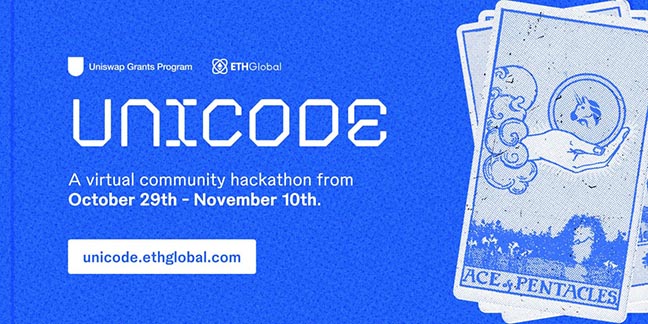 Uniswap Grants Program
ETHGlobal
UNICODE
A virtual community hackathon from
October 29th - November 10th.
unicode.ethglobal.com
ACE of PENTACLES